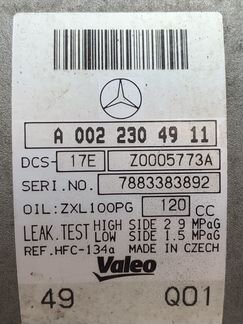 A 002 230 49 11
DCS- 17E Z0005773A
SERI.NO. 7883383892
OIL:ZXL100PG 120 CC
LEAK.TEST HIGH SIDE 2.9 MPaG
LOW SIDE 1.5 MPaG
REF.HFC-134a MADE IN CZECH
Valeo
49 Q01